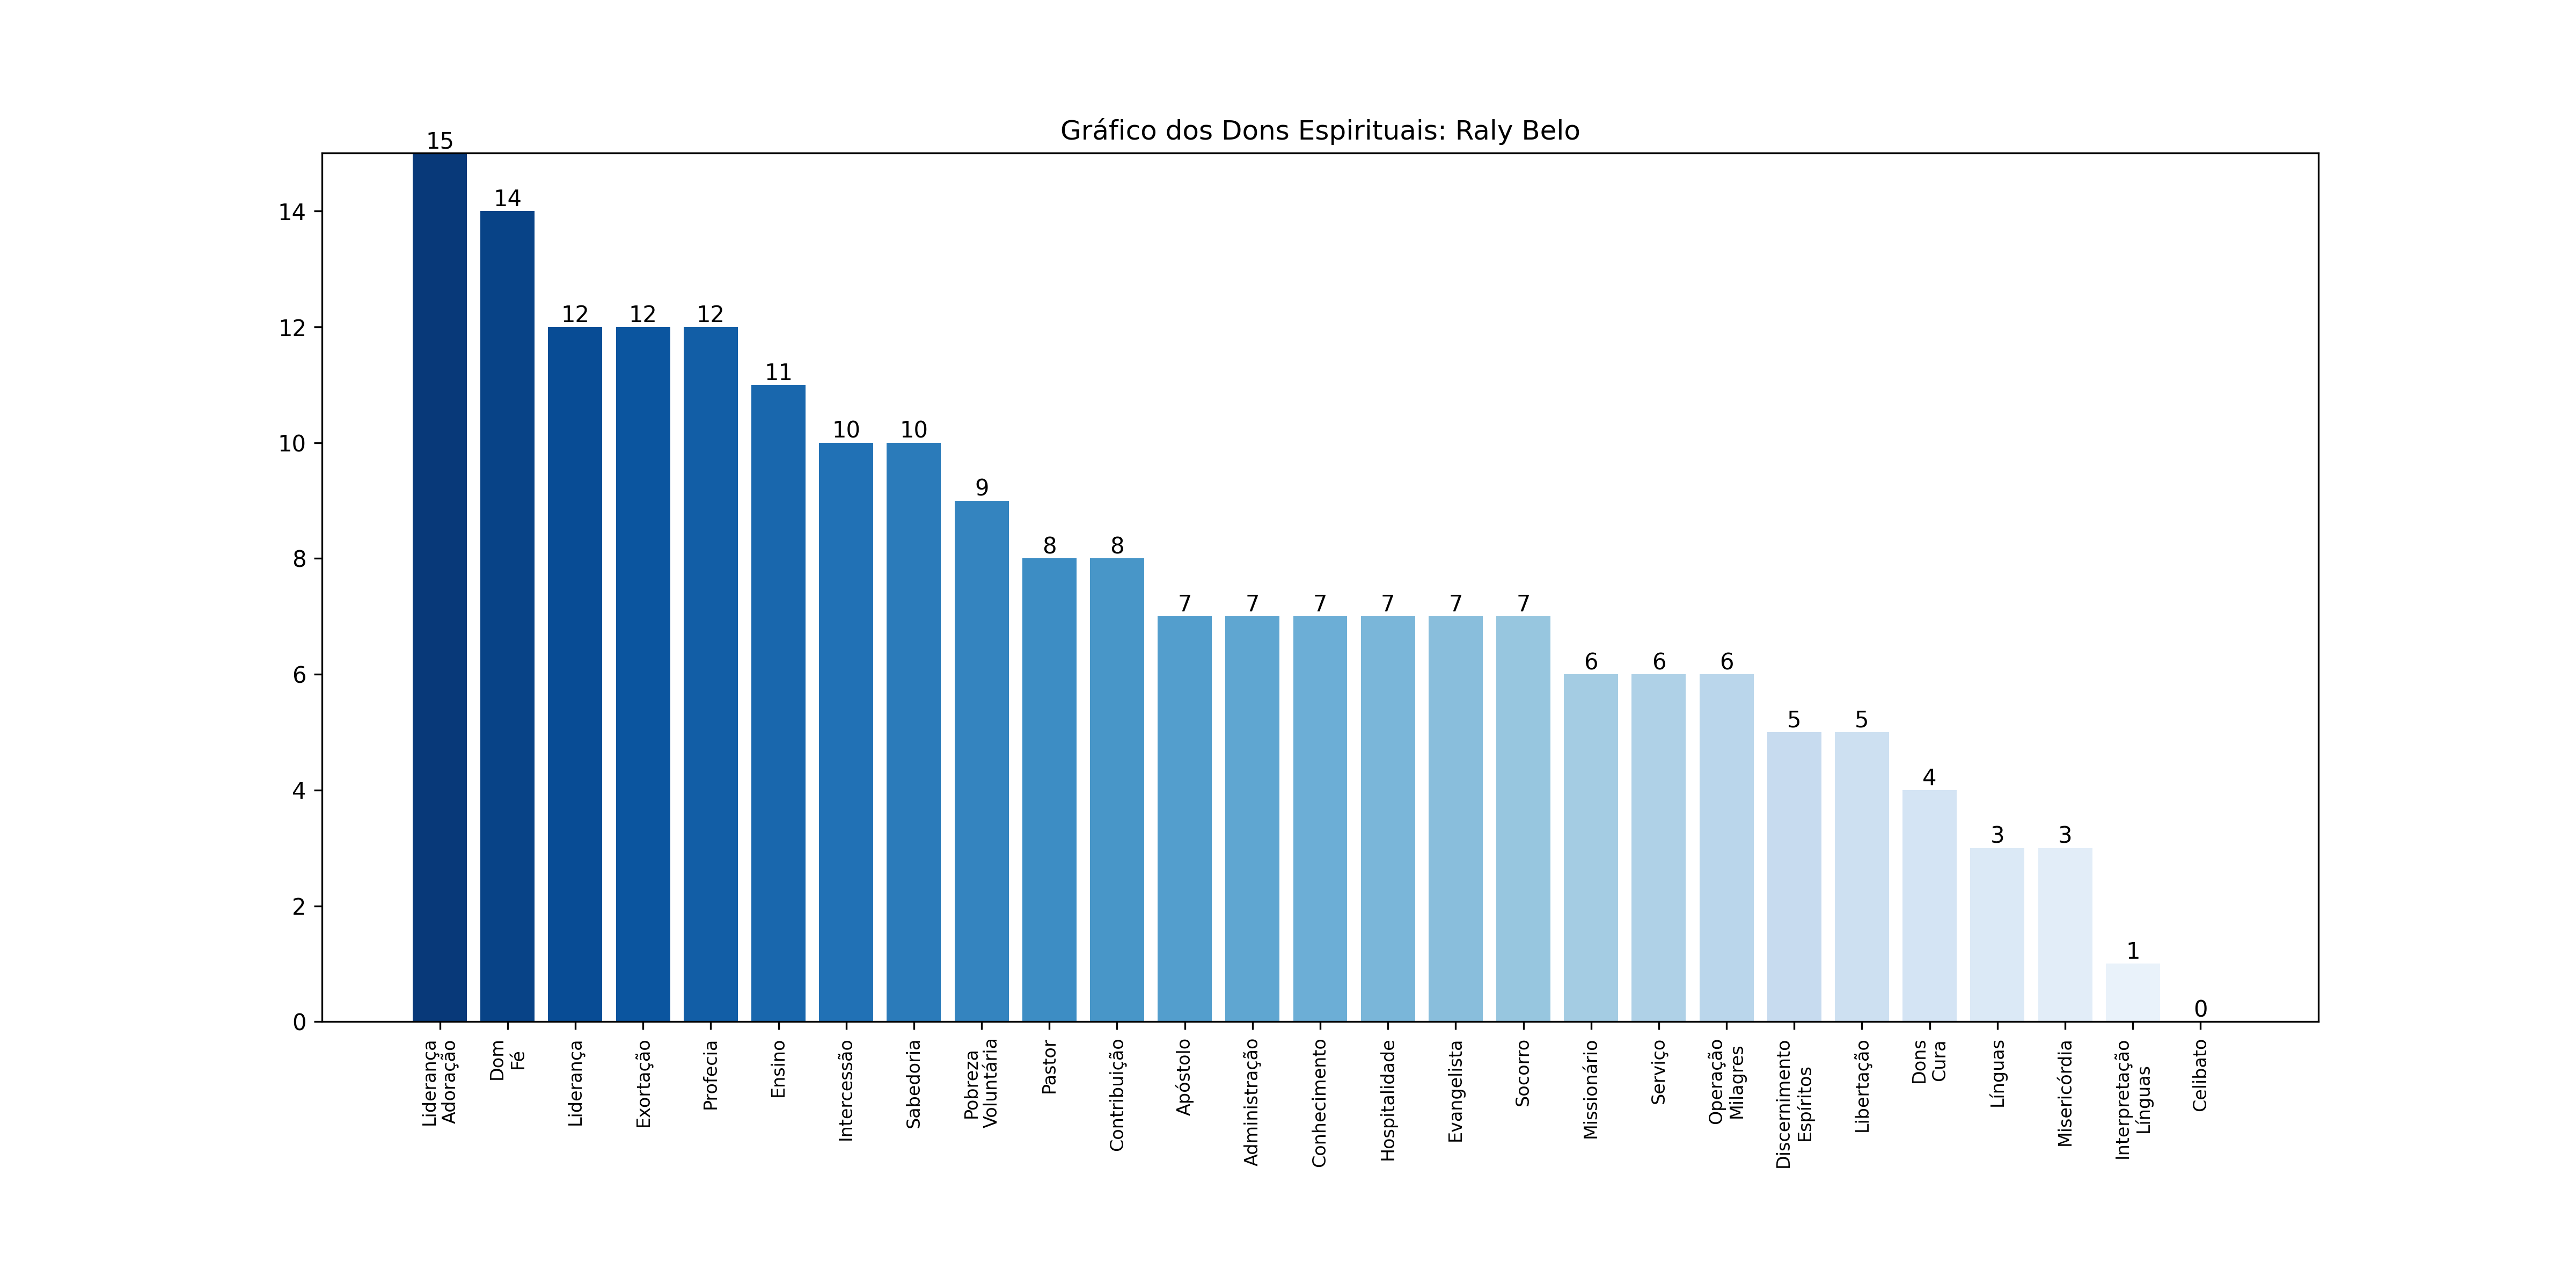 Gráfico dos Dons Espirituais: Raly Belo
15
14
12
12
12
11
10
10
9
8
8
7
7
7
7
7
7
6
6
6
5
5
4
3
3
1
0
14
12
10
8
6
4
2
0
Liderança
Adoração
Dom
Fé
Liderança
Exortação
Profecia
Ensino
Intercessão
Sabedoria
Pobreza
Voluntária
Pastor
Contribuição
Apóstolo
Administração
Conhecimento
Hospitalidade
Evangelista
Socorro
Missionário
Serviço
Operação
Milagres
Discernimento
Espíritos
Libertação
Dons
Cura
Línguas
Misericórdia
Interpretação
Línguas
Celibato